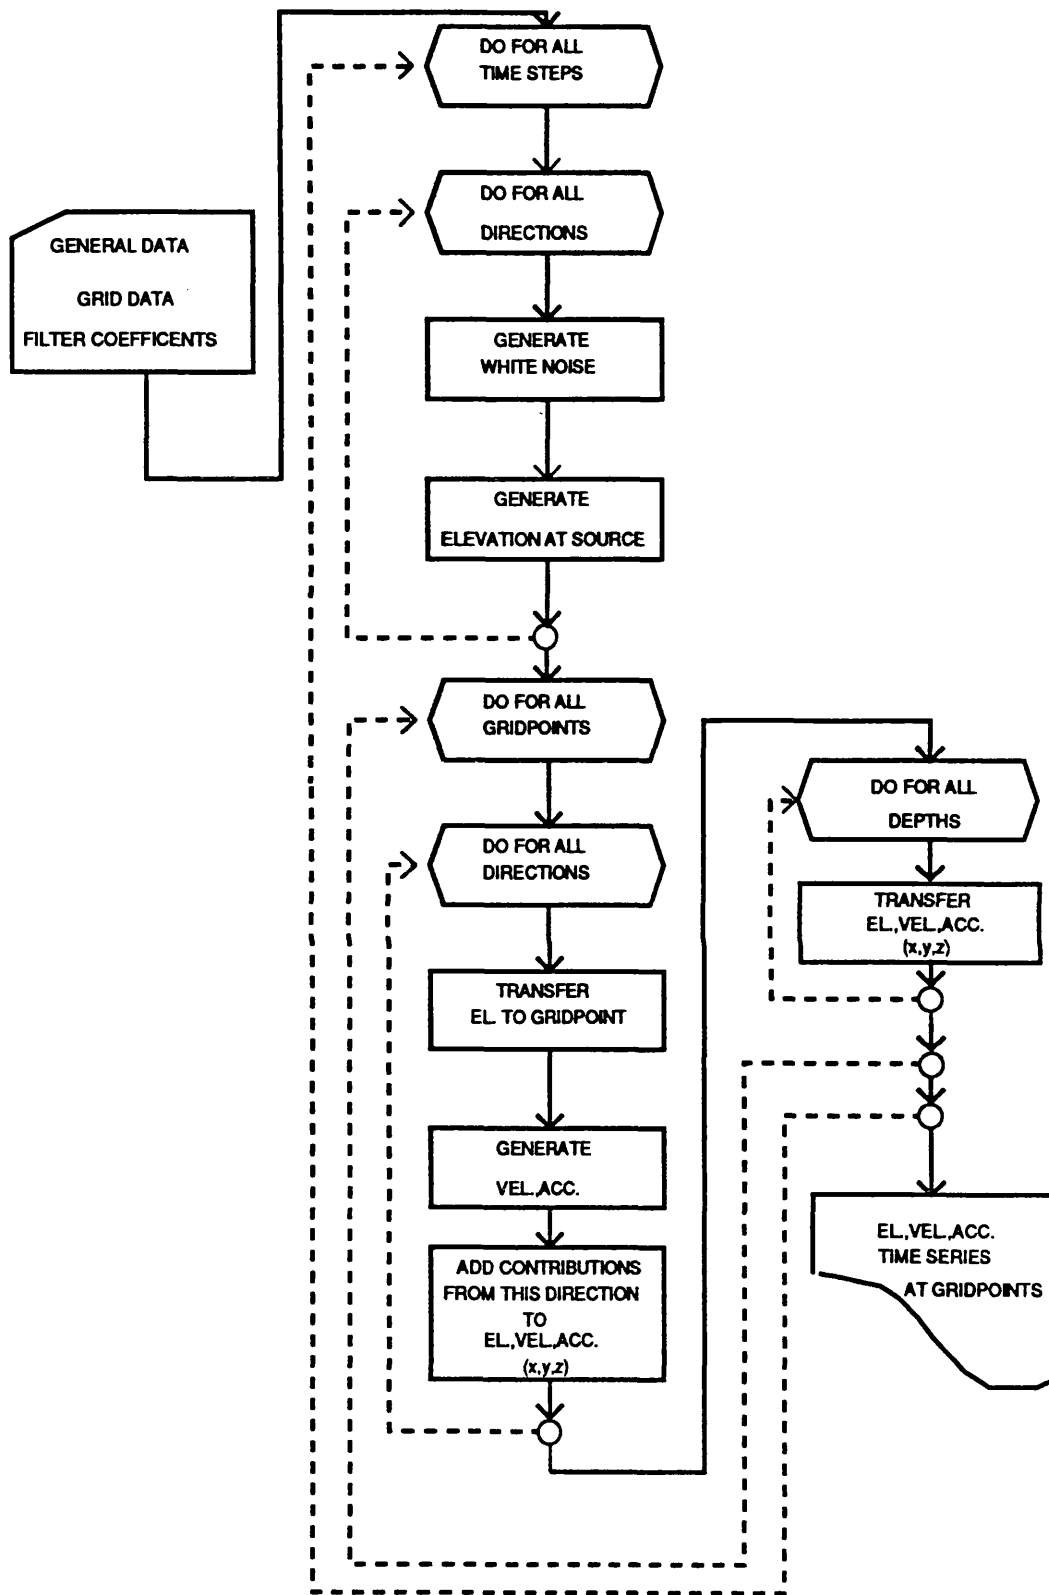 DO FOR ALL
TIME STEPS
DO FOR ALL
DIRECTIONS
GENERAL DATA
GRID DATA
FILTER COEFFICENTS
GENERATE
WHITE NOISE
GENERATE
ELEVATION AT SOURCE
DO FOR ALL
GRIDPOINTS
DO FOR ALL
DIRECTIONS
TRANSFER
EL. TO GRIDPOINT
GENERATE
VEL.,ACC.
ADD CONTRIBUTIONS
FROM THIS DIRECTION
TO
EL.,VEL.,ACC.
(x,y,z)
DO FOR ALL
DEPTHS
TRANSFER
EL.,VEL.,ACC.
(x,y,z)
EL.,VEL.,ACC.
TIME SERIES
AT GRIDPOINTS